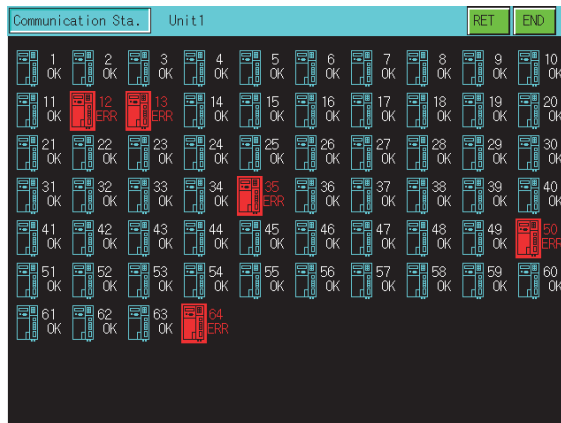 Communication Sta. Unit1 RET END
1 2 3 4 5 6 7 8 9 10
OK OK OK OK OK OK OK OK OK OK
11 12 13 14 15 16 17 18 19 20
OK ERR ERR OK OK OK OK OK OK OK
21 22 23 24 25 26 27 28 29 30
OK OK OK OK OK OK OK OK OK OK
31 32 33 34 35 36 37 38 39 40
OK OK OK OK ERR OK OK OK OK OK
41 42 43 44 45 46 47 48 49 50
OK OK OK OK OK OK OK OK OK ERR
51 52 53 54 55 56 57 58 59 60
OK OK OK OK OK OK OK OK OK OK
61 62 63 64
OK OK OK ERR